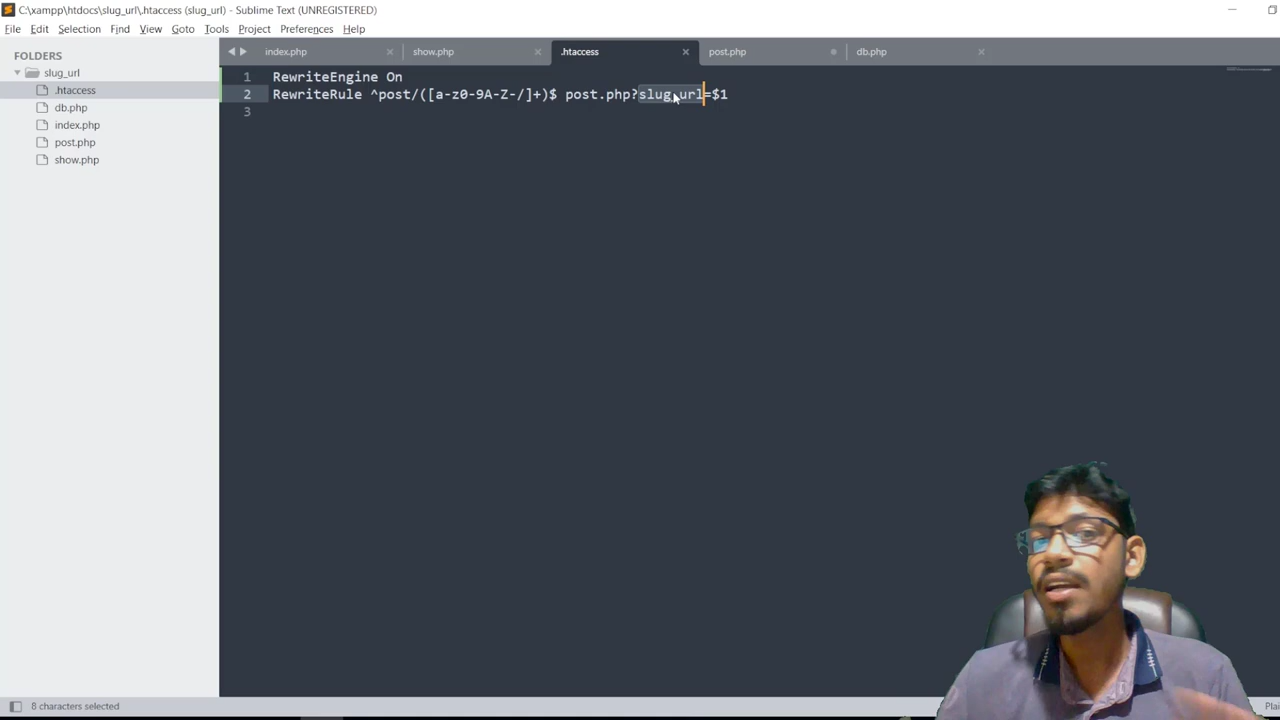 C:\xampp\htdocs\slug_url\.htaccess (slug_url) - Sublime Text (UNREGISTERED)
File Edit Selection Find View Goto Tools Project Preferences Help
FOLDERS
slug_url
.htaccess
db.php
index.php
post.php
show.php
index.php × show.php × .htaccess × post.php db.php ×
1 RewriteEngine On
2 RewriteRule ^post/([a-z0-9A-Z-/]+)$ post.php?slug_url=$1
3
8 characters selected
Plai